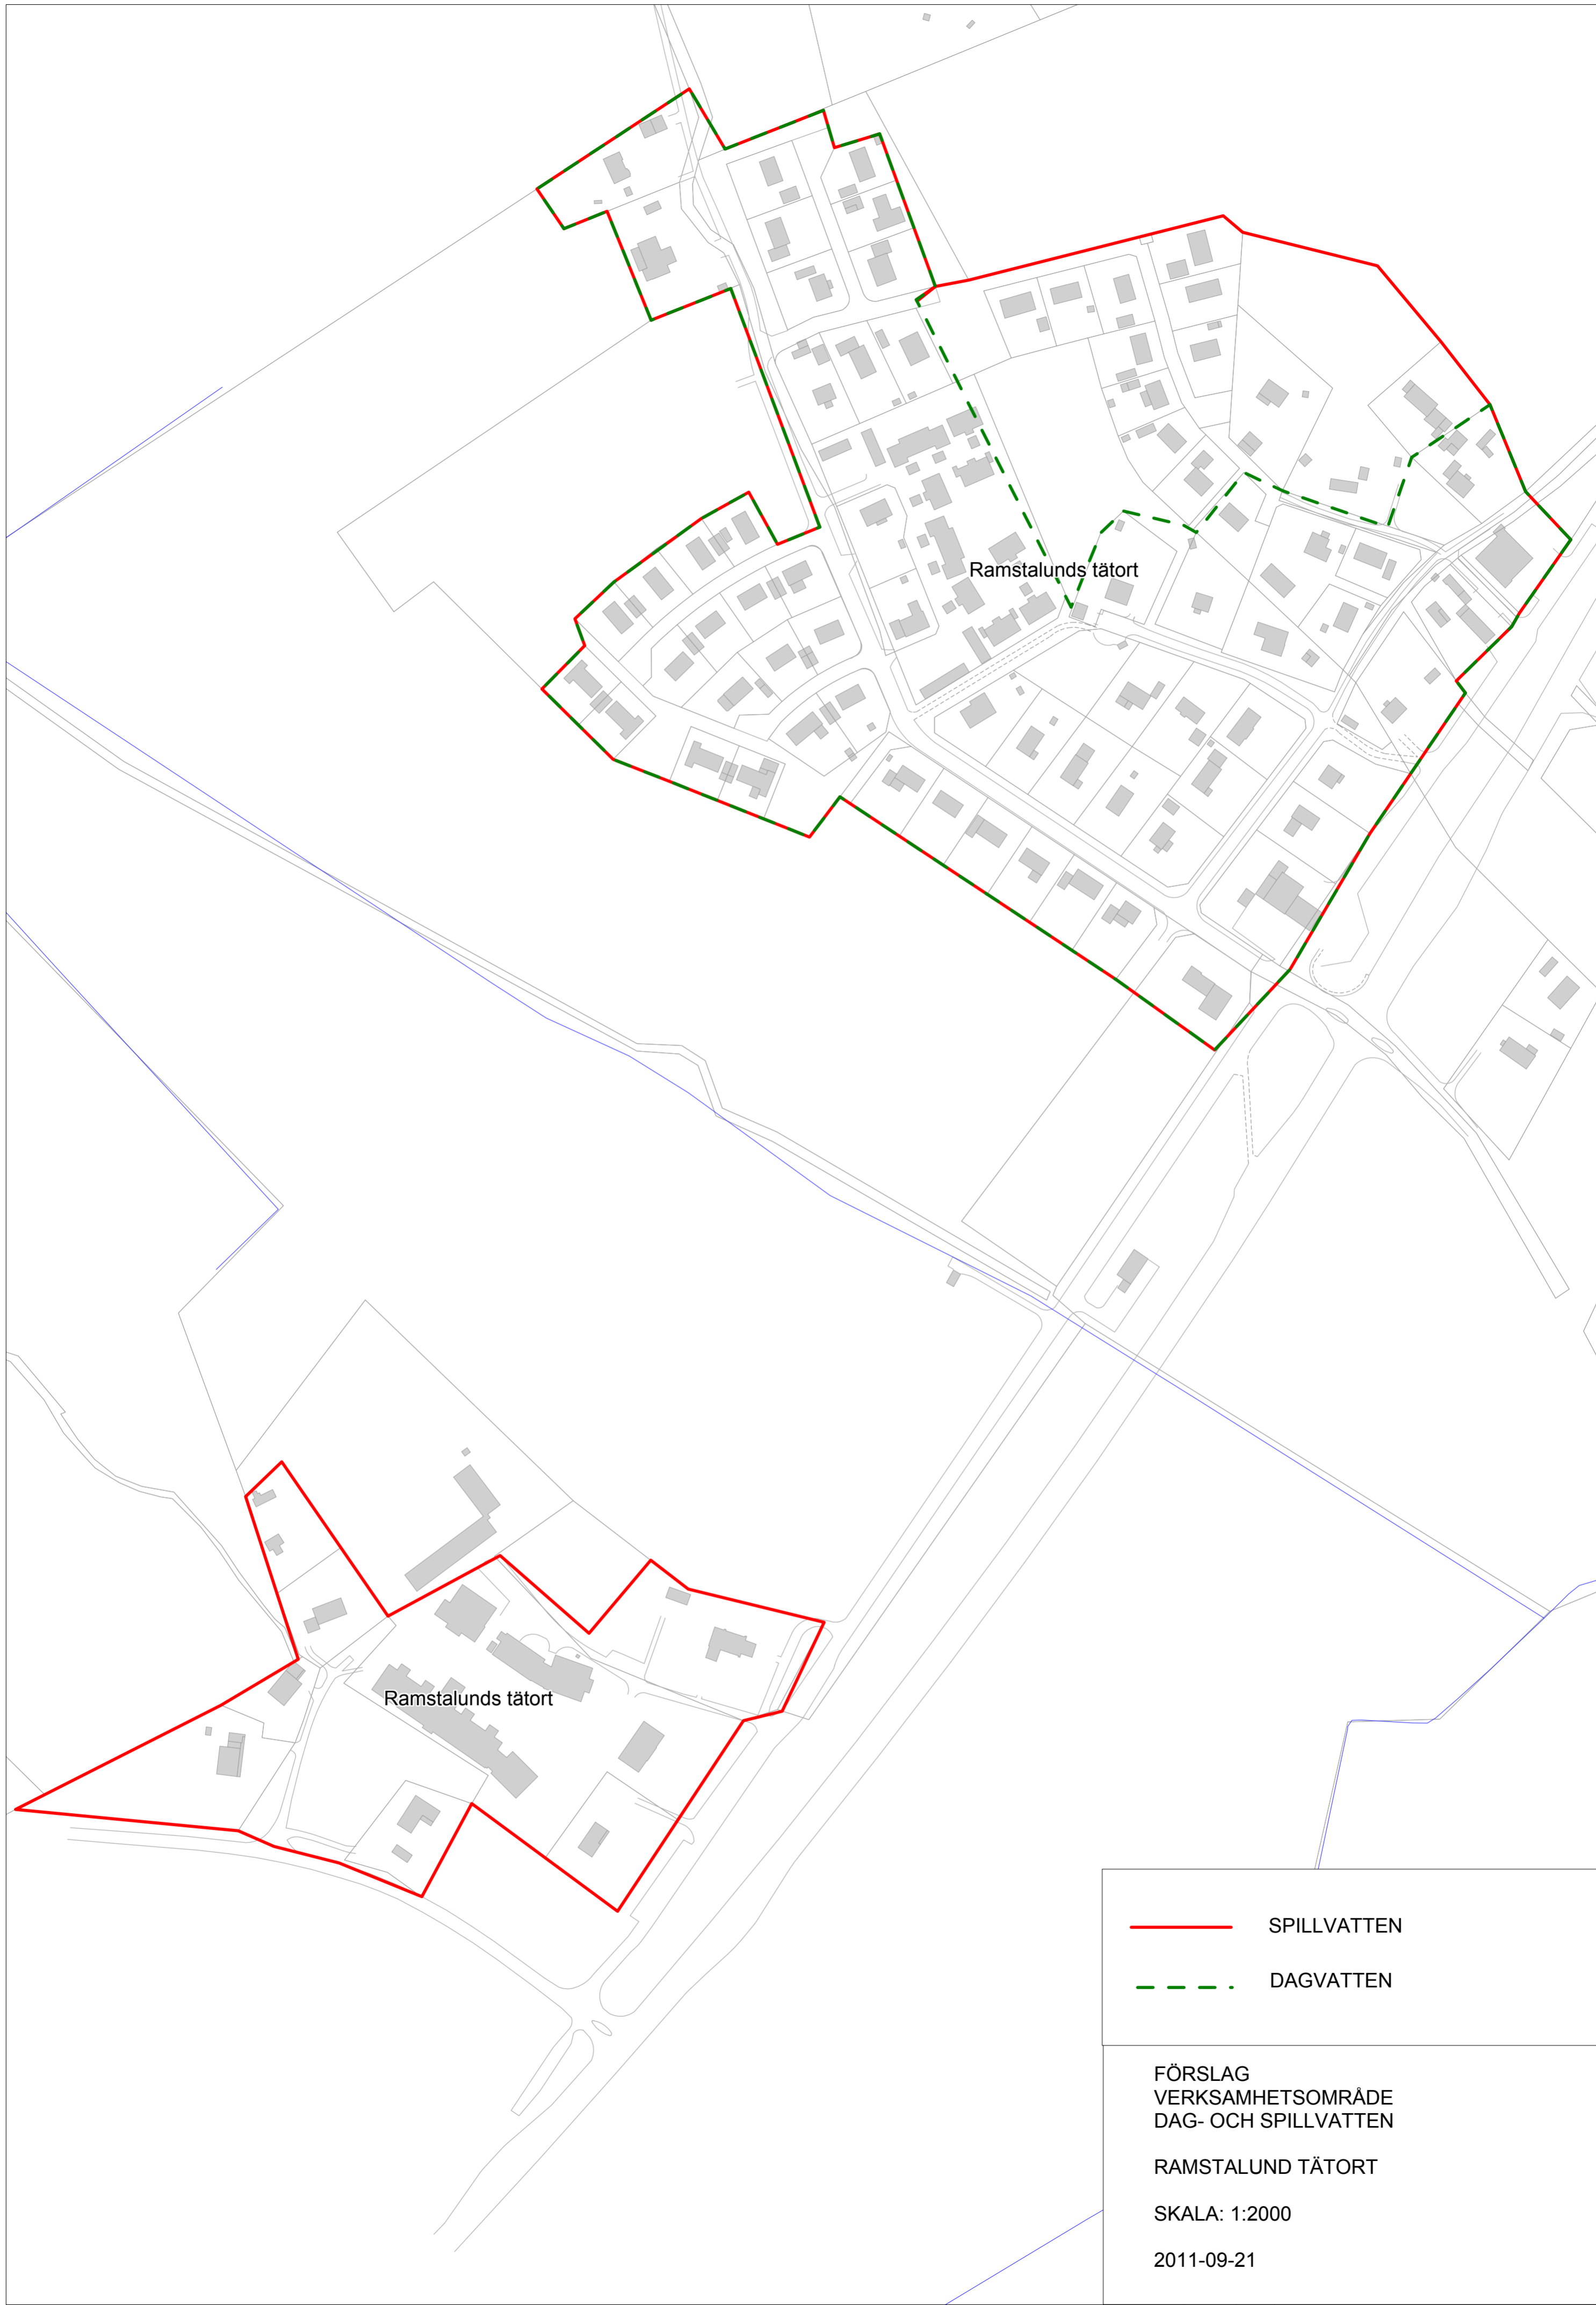 Ramstalunds tätort
Ramstalunds tätort
SPILLVATTEN
DAGVATTEN
FÖRSLAG
VERKSAMHETSOMRÅDE
DAG- OCH SPILLVATTEN
RAMSTALUND TÄTORT
SKALA: 1:2000
2011-09-21